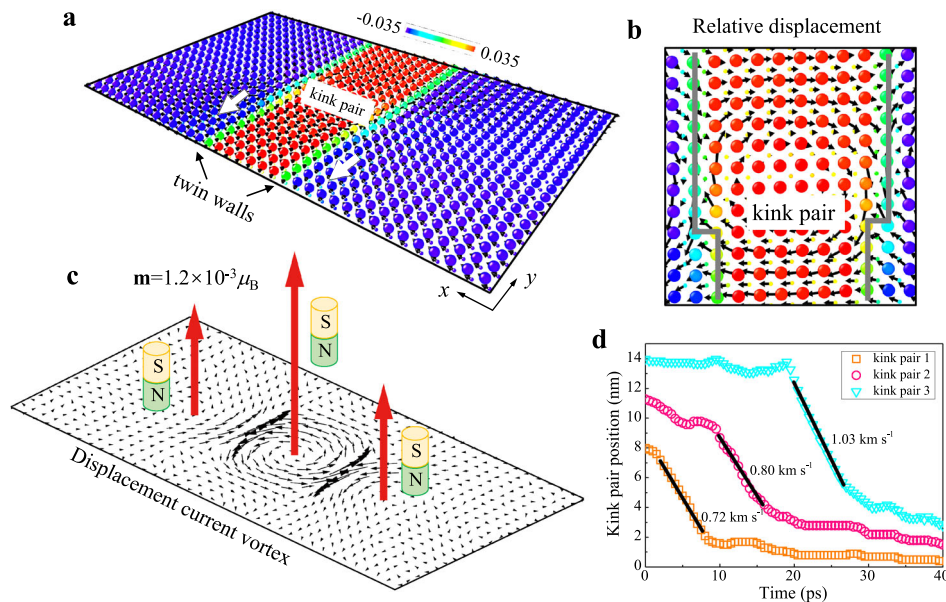 a
-0.035
0.035
kink pair
twin walls
x
y
b
Relative displacement
kink pair
c
m=1.2×10⁻³μ_B
S
N
S
N
S
N
Displacement current vortex
d
kink pair 1
kink pair 2
kink pair 3
1.03 km s⁻¹
0.80 km s⁻¹
0.72 km s⁻¹
14
12
10
8
6
4
2
0
Kink pair position (nm)
0
10
20
30
40
Time (ps)